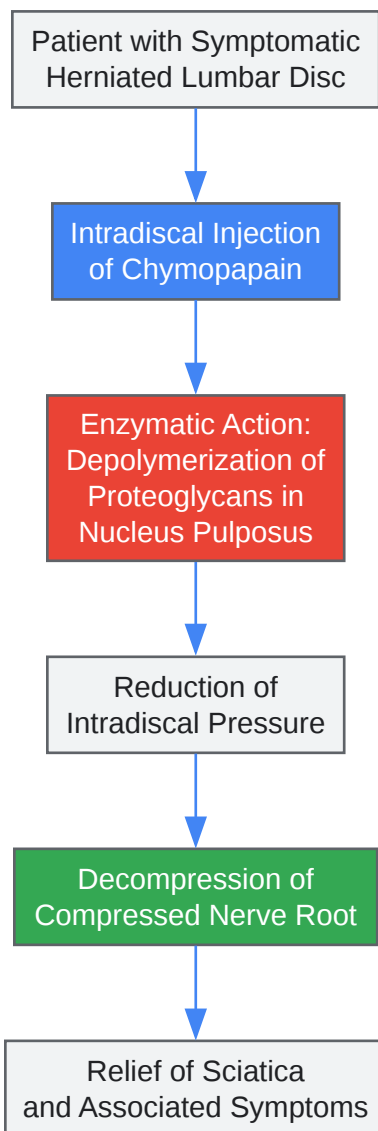 Patient with Symptomatic
Herniated Lumbar Disc
Intradiscal Injection
of Chymopapain
Enzymatic Action:
Depolymerization of
Proteoglycans in
Nucleus Pulposus
Reduction of
Intradiscal Pressure
Decompression of
Compressed Nerve Root
Relief of Sciatica
and Associated Symptoms